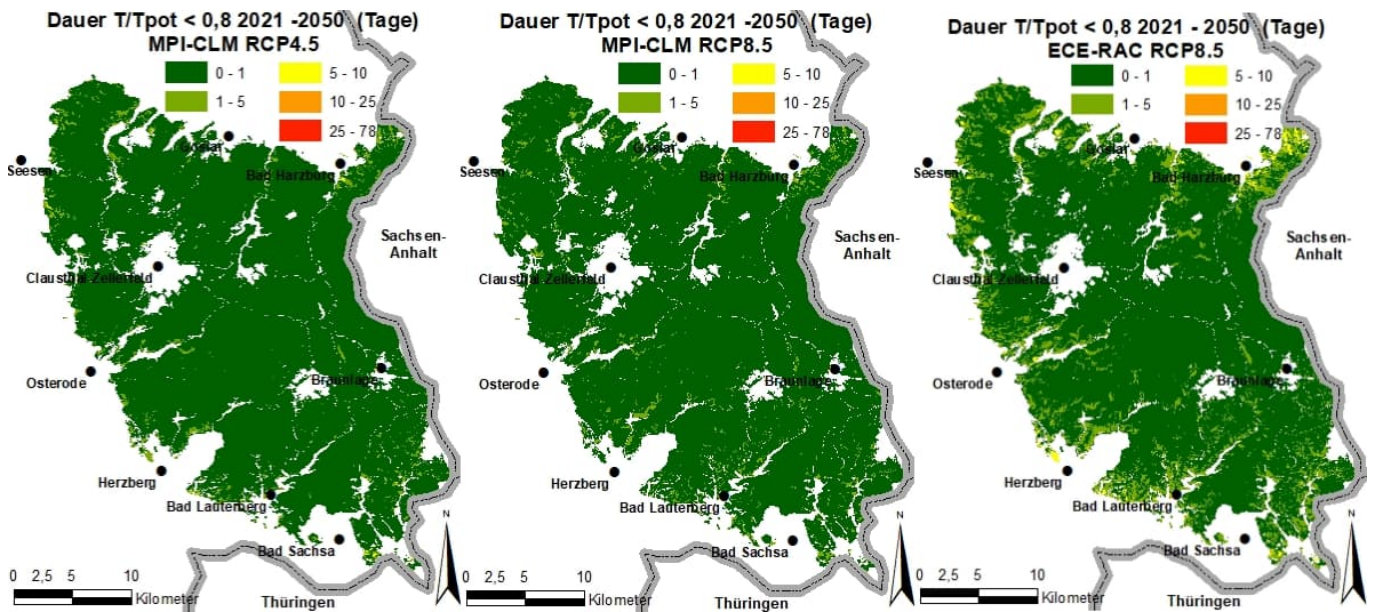 Dauer T/Tpot < 0,8 2021 -2050 (Tage)
MPI-CLM RCP4.5
0 - 1
5 - 10
1 - 5
10 - 25
25 - 78
Goslar
Seesen
Bad Harzburg
Sachsen-
Anhalt
Clausthal-Zellerfeld
Osterode
Braunlage
Herzberg
Bad Lauterberg
N
Bad Sachsa
0 2,5 5 10
Kilometer
Thüringen
Dauer T/Tpot < 0,8 2021 - 2050 (Tage)
MPI-CLM RCP8.5
0 - 1
5 - 10
1 - 5
10 - 25
25 - 78
Goslar
Seesen
Bad Harzburg
Sachsen-
Anhalt
Clausthal-Zellerfeld
Osterode
Braunlage
Herzberg
Bad Lauterberg
N
Bad Sachsa
0 2,5 5 10
Kilometer
Thüringen
Dauer T/Tpot < 0,8 2021 - 2050 (Tage)
ECE-RAC RCP8.5
0 - 1
5 - 10
1 - 5
10 - 25
25 - 78
Goslar
Seesen
Bad Harzburg
Sachsen-
Anhalt
Clausthal-Zellerfeld
Osterode
Braunlage
Herzberg
Bad Lauterberg
N
Bad Sachsa
0 2,5 5 10
Kilometer
Thüringen